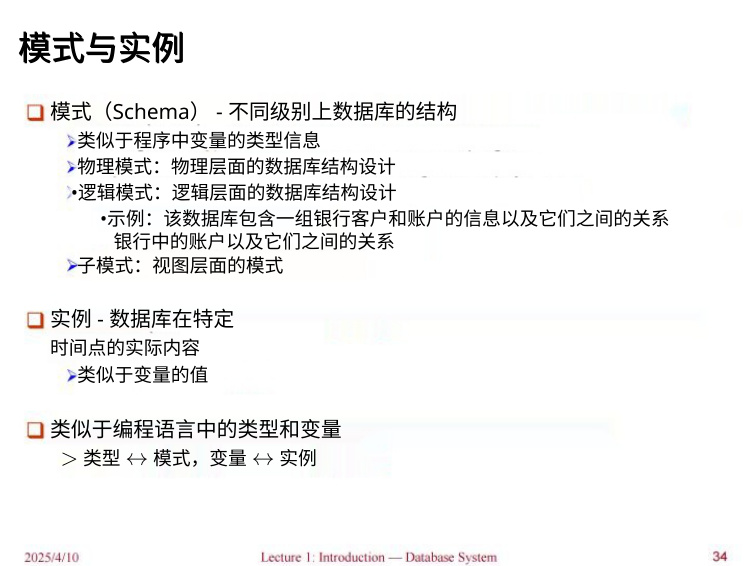 模式与实例
模式（Schema） - 不同级别上数据库的结构
类似于程序中变量的类型信息
物理模式：物理层面的数据库结构设计
•逻辑模式：逻辑层面的数据库结构设计
•示例：该数据库包含一组银行客户和账户的信息以及它们之间的关系
银行中的账户以及它们之间的关系
子模式：视图层面的模式
实例 - 数据库在特定
时间点的实际内容
类似于变量的值
类似于编程语言中的类型和变量
> 类型 ↔ 模式，变量 ↔ 实例
2025/4/10
Lecture 1: Introduction — Database System
34